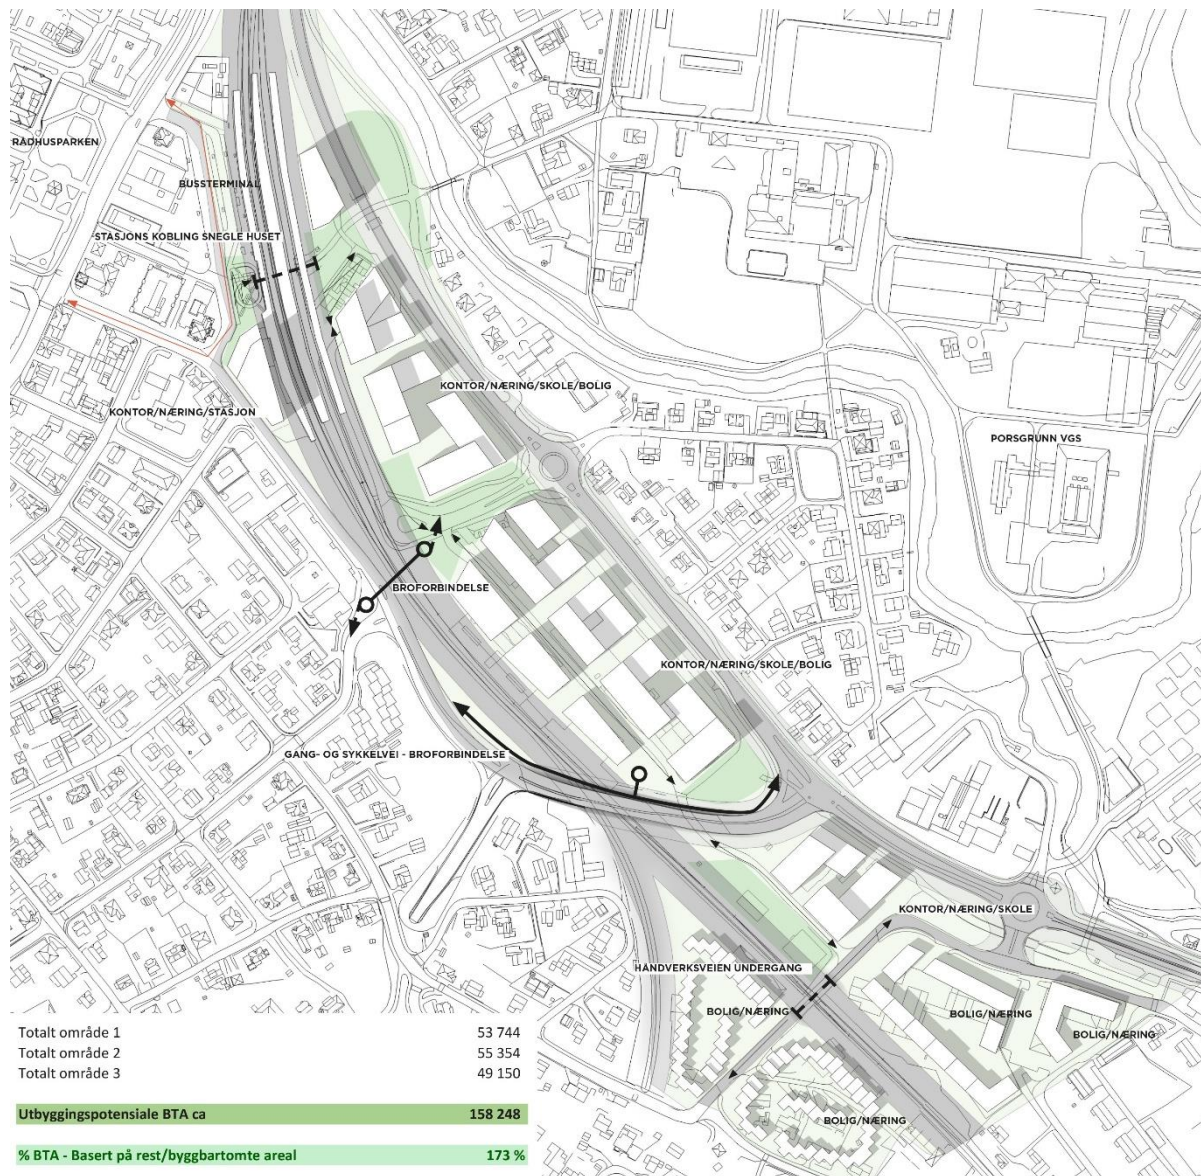 RÅDHUSPARKEN
BUSSTERMINAL
STASJONS KOBLING SNEGLE HUSET
KONTOR/NÆRING/SKOLE/BOLIG
KONTOR/NÆRING/STASJON
PORSGRUNN VGS
BROFORBINDELSE
KONTOR/NÆRING/SKOLE/BOLIG
GANG- OG SYKKELVEI - BROFORBINDELSE
KONTOR/NÆRING/SKOLE
HÅNDVERKSVEIEN UNDERGANG
BOLIG/NÆRING
BOLIG/NÆRING
BOLIG/NÆRING
BOLIG/NÆRING
Totalt område 1 53 744
Totalt område 2 55 354
Totalt område 3 49 150
Utbyggingspotensiale BTA ca 158 248
% BTA - Basert på rest/byggbartomte areal 173 %